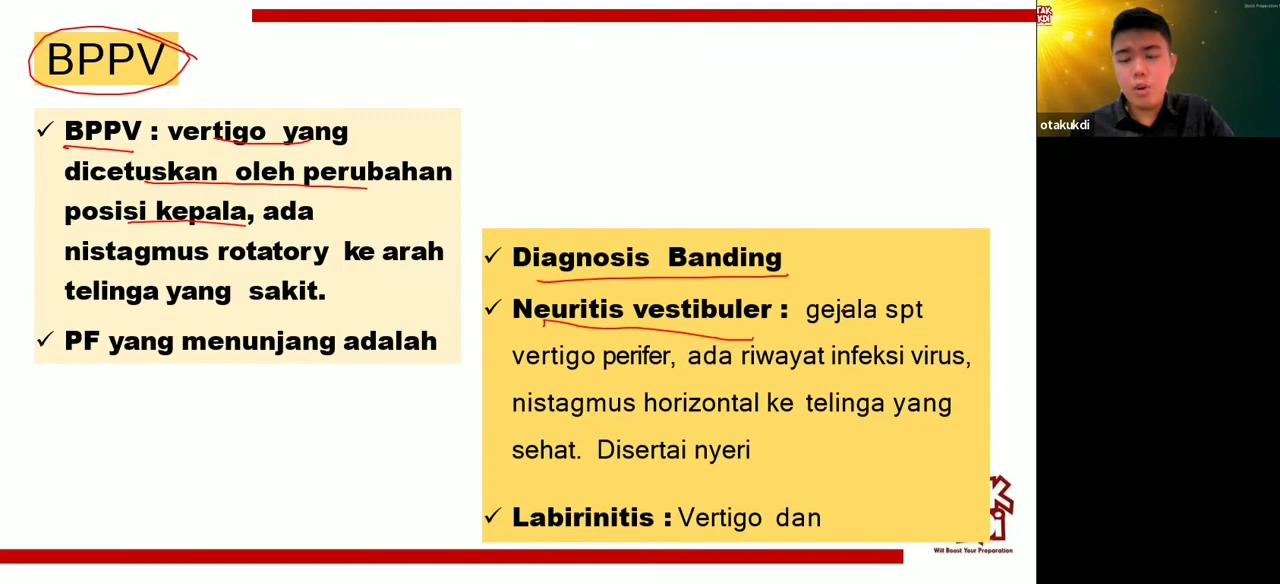 BPPV
BPPV : vertigo yang
dicetuskan oleh perubahan
posisi kepala, ada
nistagmus rotatory ke arah
telinga yang sakit.
PF yang menunjang adalah
Diagnosis Banding
Neuritis vestibuler : gejala spt
vertigo perifer, ada riwayat infeksi virus,
nistagmus horizontal ke telinga yang
sehat. Disertai nyeri
Labirinitis : Vertigo dan
Will Boost Your Preparation
otakukdi